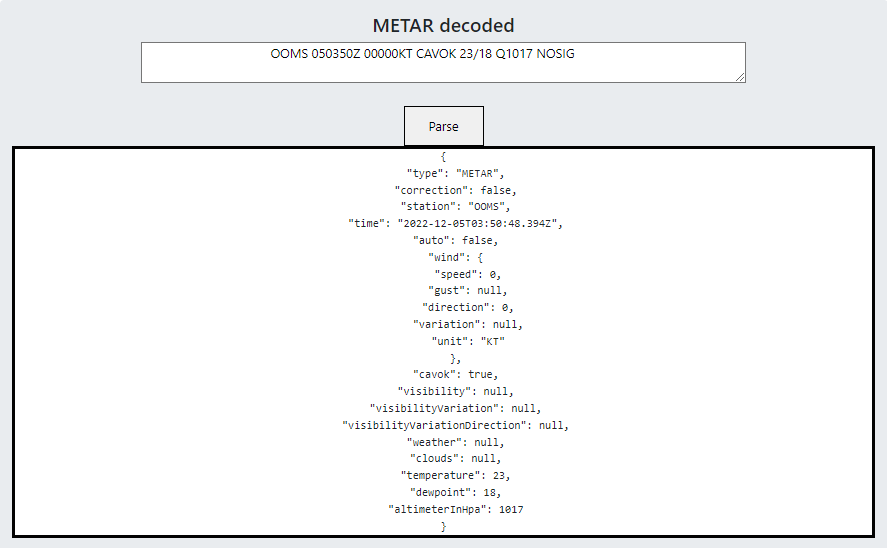 METAR decoded
OOMS 050350Z 00000KT CAVOK 23/18 Q1017 NOSIG
Parse
{
"type": "METAR",
"correction": false,
"station": "OOMS",
"time": "2022-12-05T03:50:48.394Z",
"auto": false,
"wind": {
"speed": 0,
"gust": null,
"direction": 0,
"variation": null,
"unit": "KT"
},
"cavok": true,
"visibility": null,
"visibilityVariation": null,
"visibilityVariationDirection": null,
"weather": null,
"clouds": null,
"temperature": 23,
"dewpoint": 18,
"altimeterInHpa": 1017
}